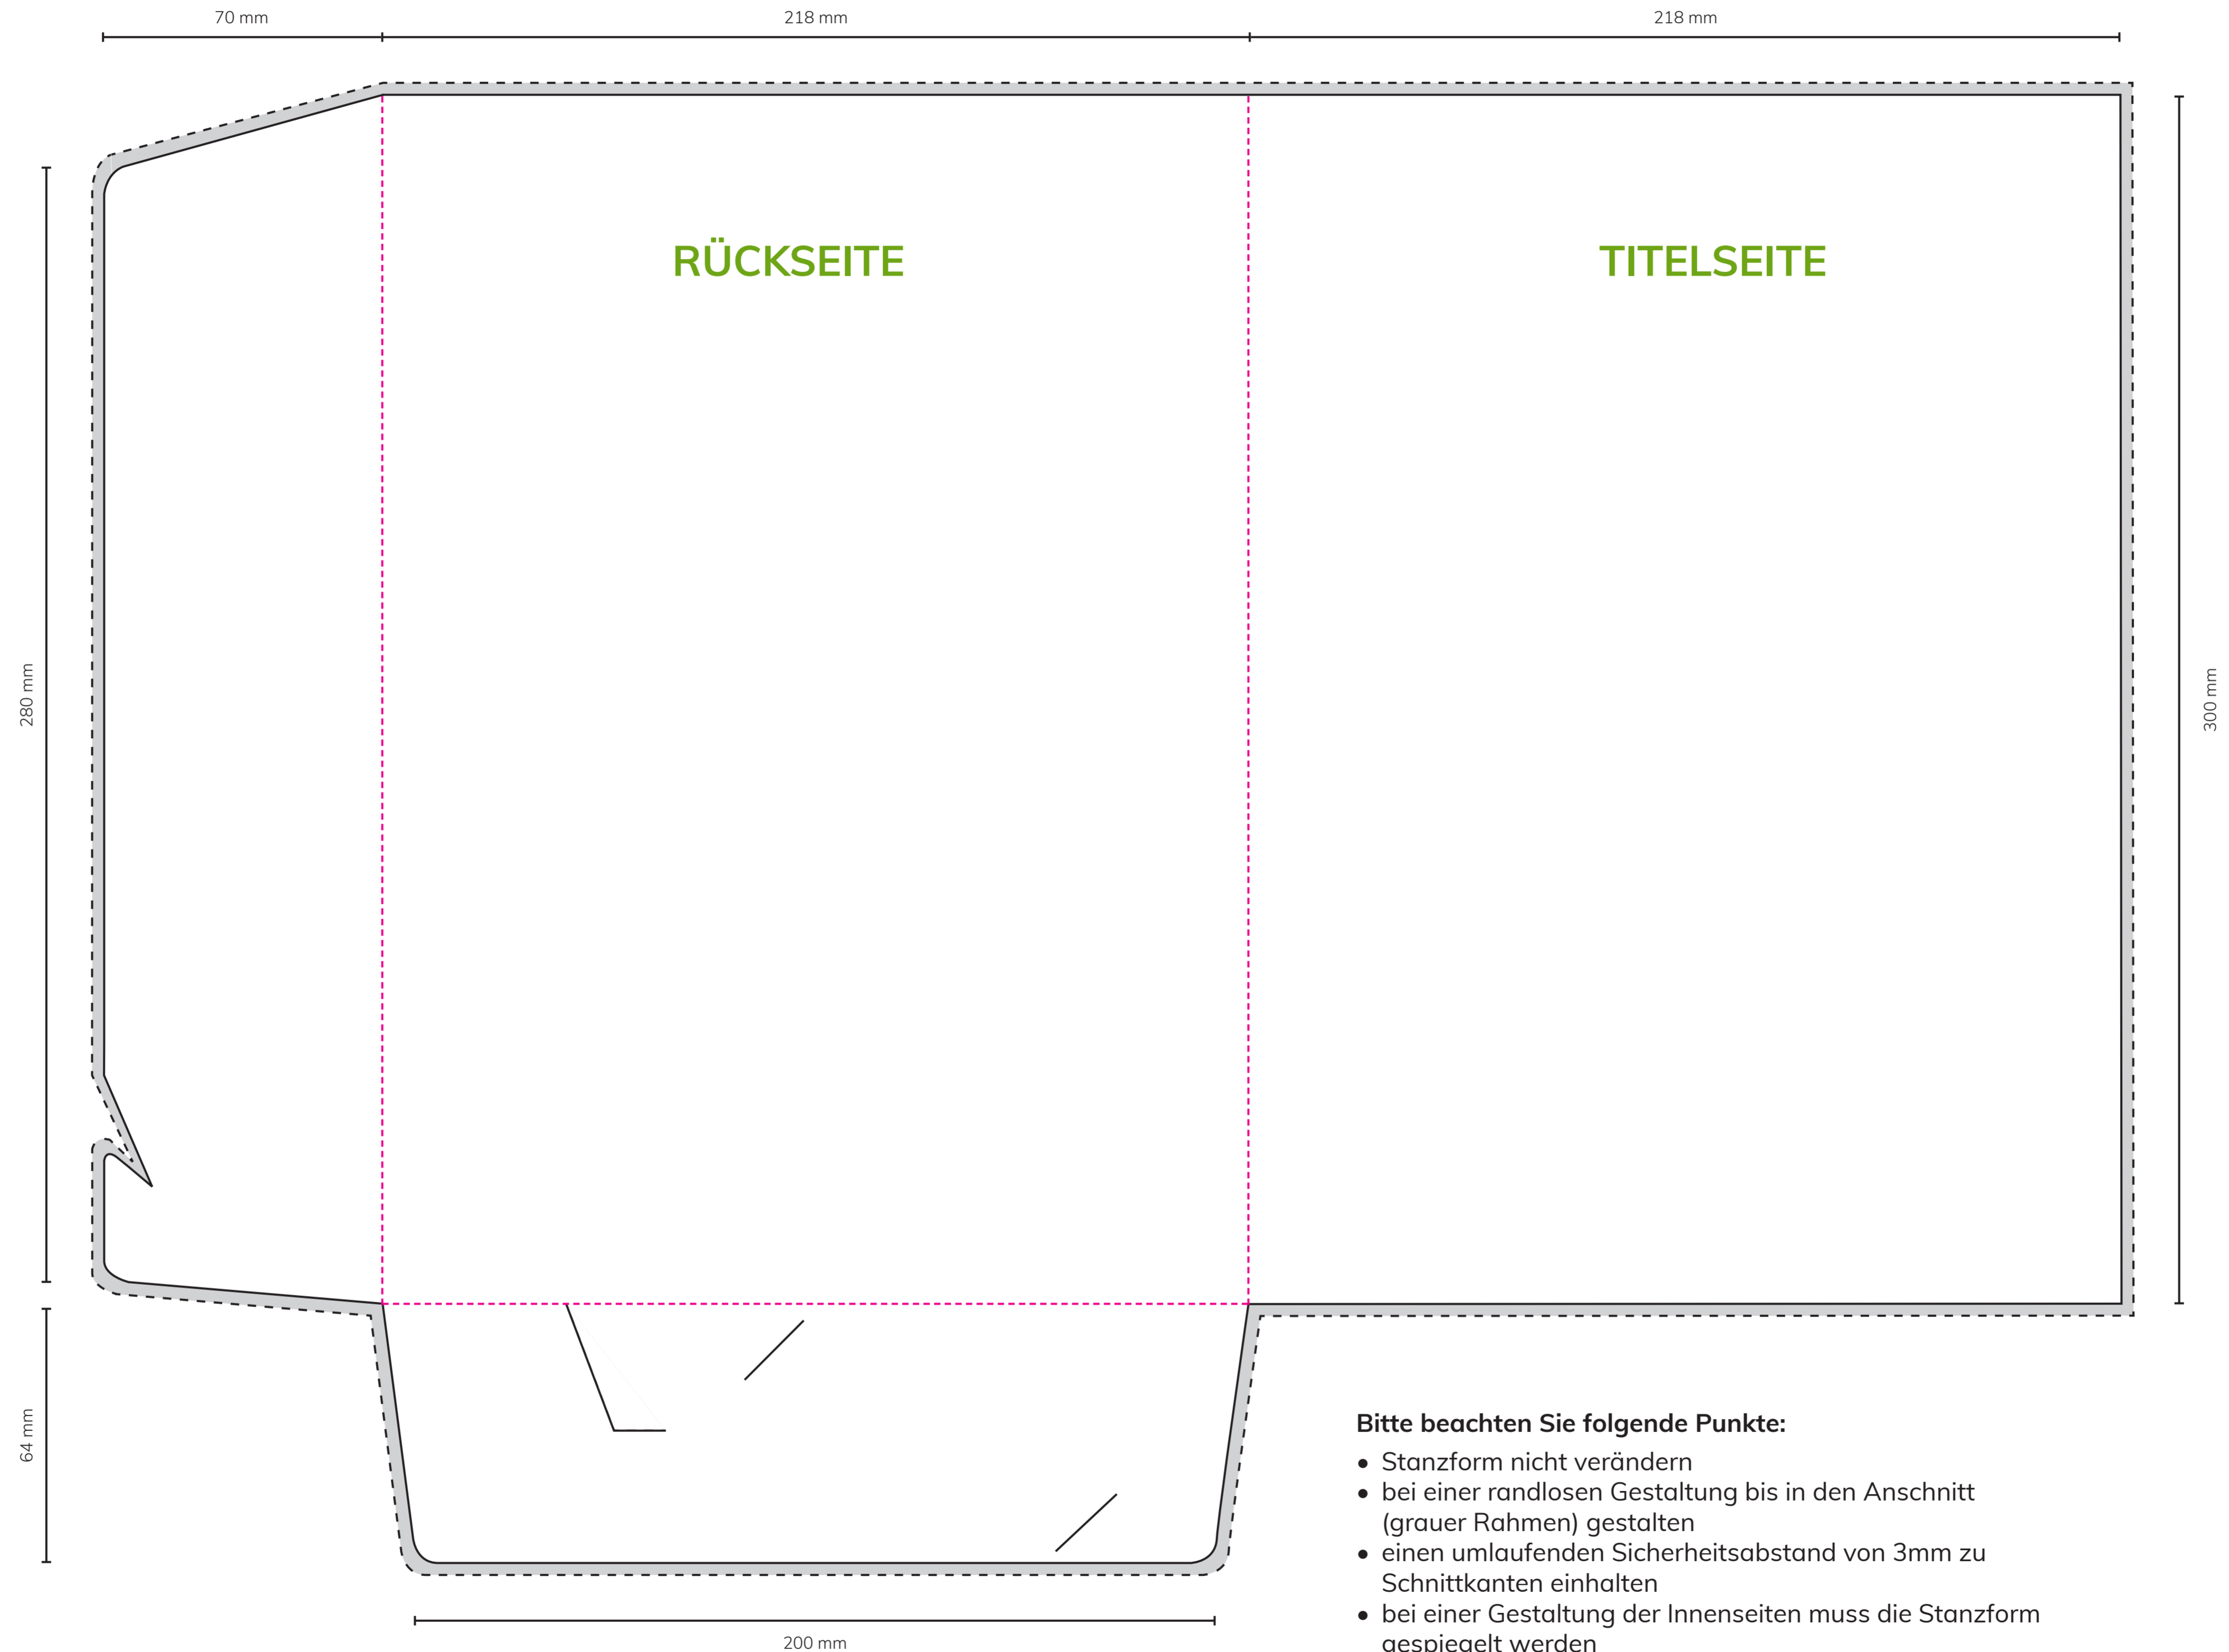 70 mm
218 mm
218 mm
RÜCKSEITE
TITELSEITE
280 mm
300 mm
64 mm
Bitte beachten Sie folgende Punkte:
• Stanzform nicht verändern
• bei einer randlosen Gestaltung bis in den Anschnitt
(grauer Rahmen) gestalten
• einen umlaufenden Sicherheitsabstand von 3mm zu
Schnittkanten einhalten
• bei einer Gestaltung der Innenseiten muss die Stanzform
gespiegelt werden
200 mm